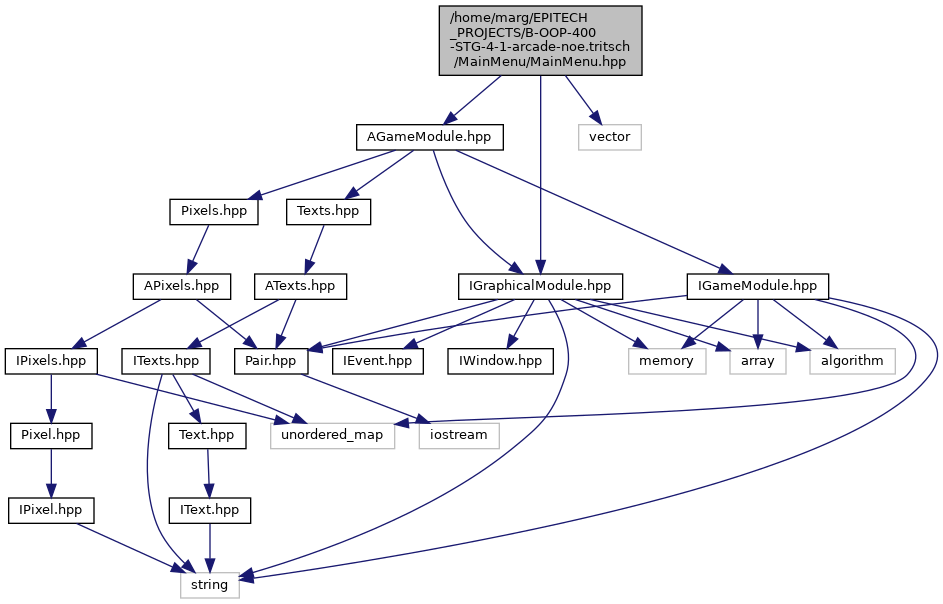 /home/marg/EPITECH
_PROJECTS/B-OOP-400
-STG-4-1-arcade-noe.tritsch
/MainMenu/MainMenu.hpp
AGameModule.hpp
vector
Pixels.hpp
Texts.hpp
APixels.hpp
ATexts.hpp
IGraphicalModule.hpp
IGameModule.hpp
IPixels.hpp
ITexts.hpp
Pair.hpp
IEvent.hpp
IWindow.hpp
memory
array
algorithm
Pixel.hpp
Text.hpp
unordered_map
iostream
IPixel.hpp
IText.hpp
string